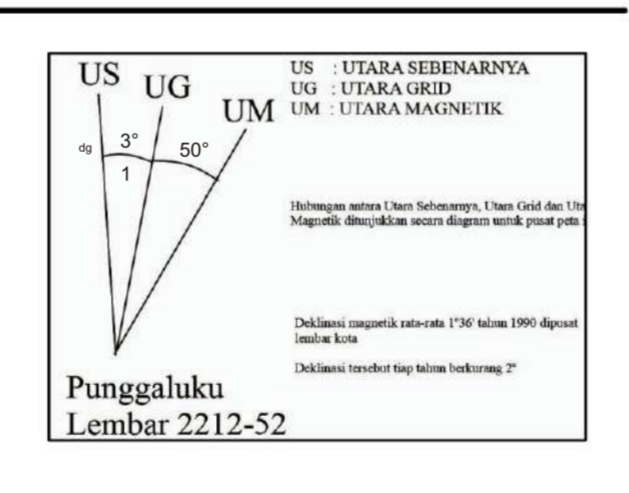 US
UG
UM
dg
3°
50°
1
US : UTARA SEBENARNYA
UG : UTARA GRID
UM : UTARA MAGNETIK
Hubungan antara Utara Sebenarnya, Utara Grid dan Uta
Magnetik ditunjukkan secara diagram untuk pusat peta
Deklinasi magnetik rata-rata 1°36' tahun 1990 dipusat
lembar kota
Deklinasi tersebut tiap tahun berkurang 2°
Punggaluku
Lembar 2212-52